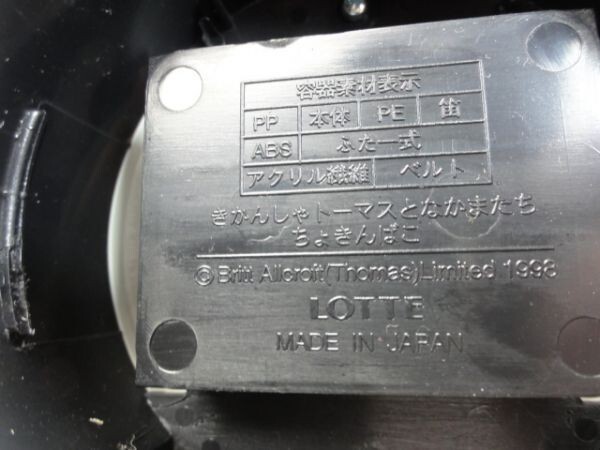 容器素材表示
PP 本体 PE 笛
ABS ふた一式
アクリル繊維 ベルト
きかんしゃトーマスとなかまたち
ちょきんばこ
©Britt Allcroft(Thomas)Limited 1998
LOTTE
MADE IN JAPAN